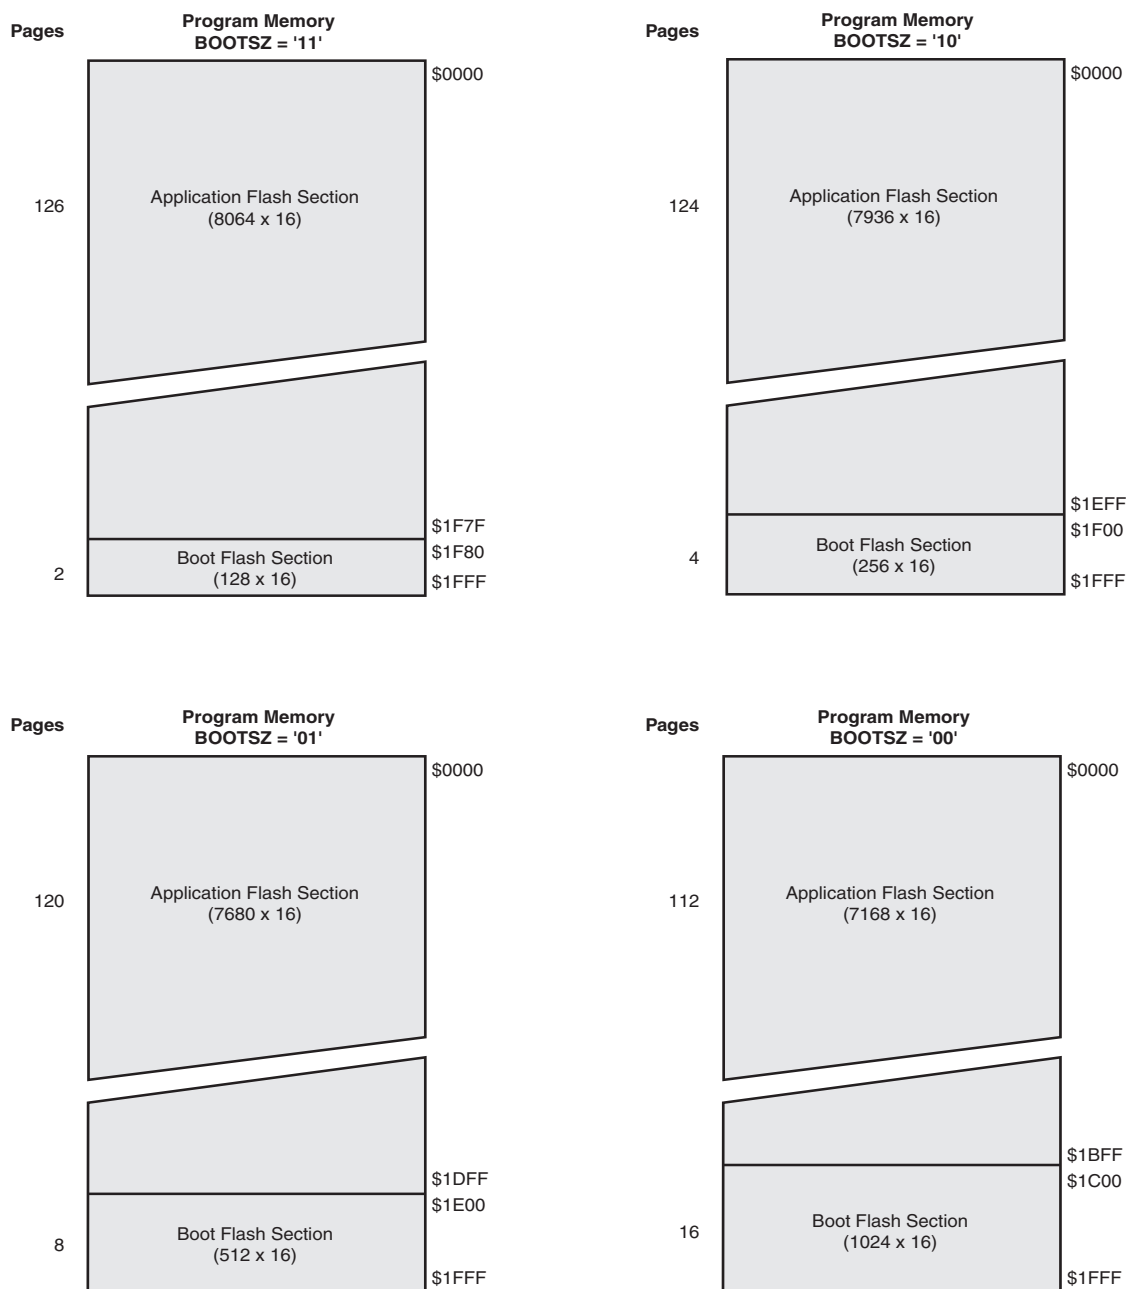 Pages
Program Memory
BOOTSZ = '11'
$0000
126
Application Flash Section
(8064 x 16)
$1F7F
$1F80
2
Boot Flash Section
(128 x 16)
$1FFF
Pages
Program Memory
BOOTSZ = '10'
$0000
124
Application Flash Section
(7936 x 16)
$1EFF
$1F00
4
Boot Flash Section
(256 x 16)
$1FFF
Pages
Program Memory
BOOTSZ = '01'
$0000
120
Application Flash Section
(7680 x 16)
$1DFF
$1E00
8
Boot Flash Section
(512 x 16)
$1FFF
Pages
Program Memory
BOOTSZ = '00'
$0000
112
Application Flash Section
(7168 x 16)
$1BFF
$1C00
16
Boot Flash Section
(1024 x 16)
$1FFF